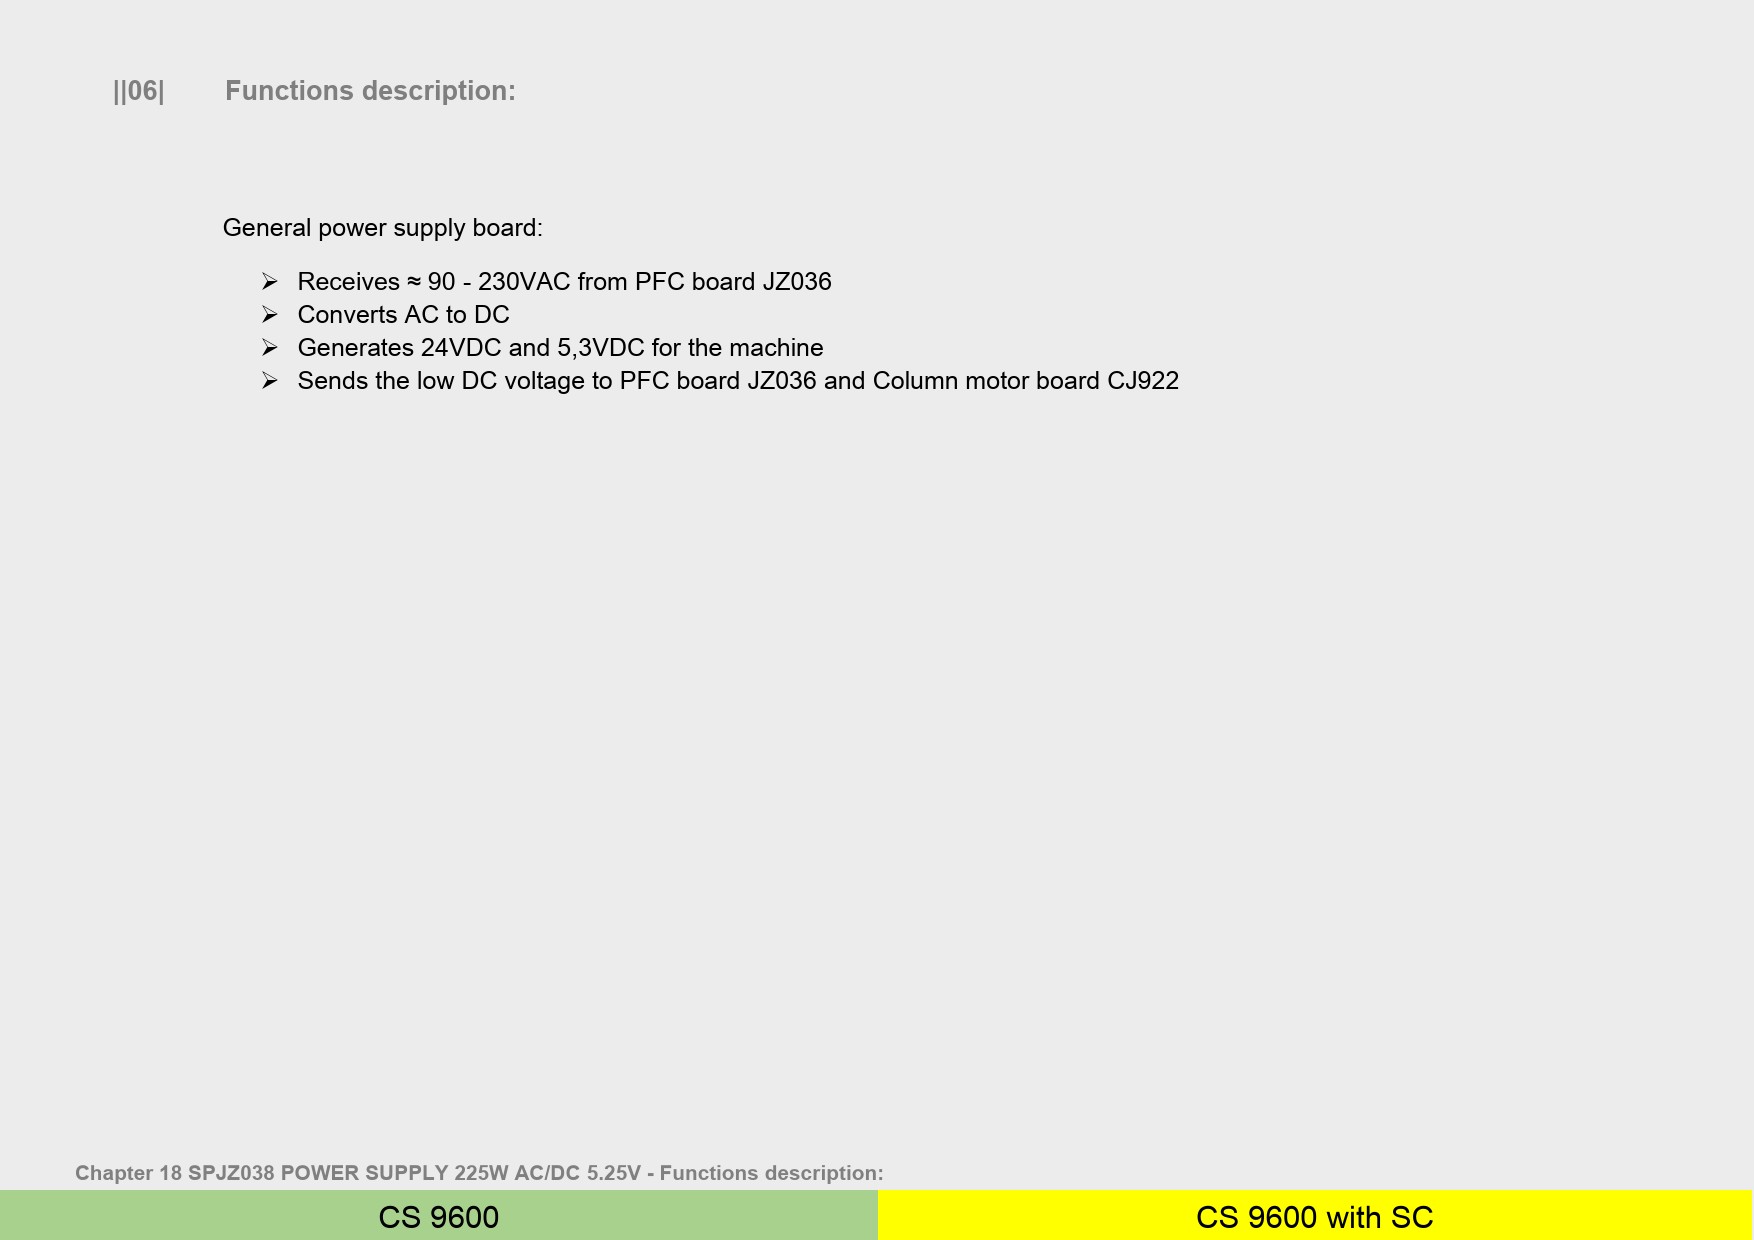 ||06| Functions description:
General power supply board:
➢ Receives ≈ 90 - 230VAC from PFC board JZ036
➢ Converts AC to DC
➢ Generates 24VDC and 5,3VDC for the machine
➢ Sends the low DC voltage to PFC board JZ036 and Column motor board CJ922
Chapter 18 SPJZ038 POWER SUPPLY 225W AC/DC 5.25V - Functions description:
CS 9600
CS 9600 with SC